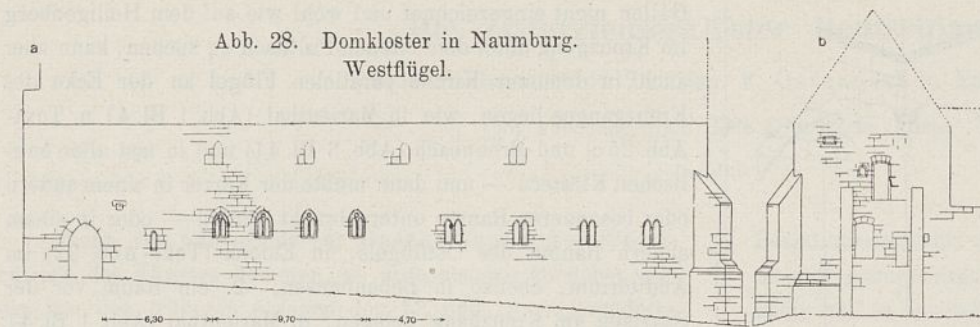 Abb. 28. Domkloster in Naumburg.
Westflügel.
a
b
6,30
9,70
4,70